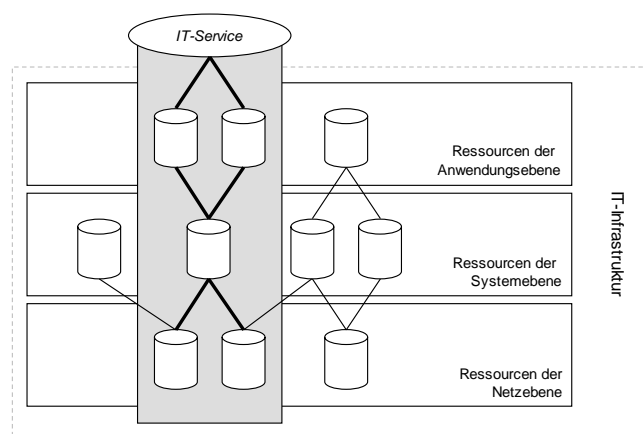 IT-Service
Ressourcen der
Anwendungsebene
Ressourcen der
Systemebene
Ressourcen der
Netzebene
IT-Infrastruktur